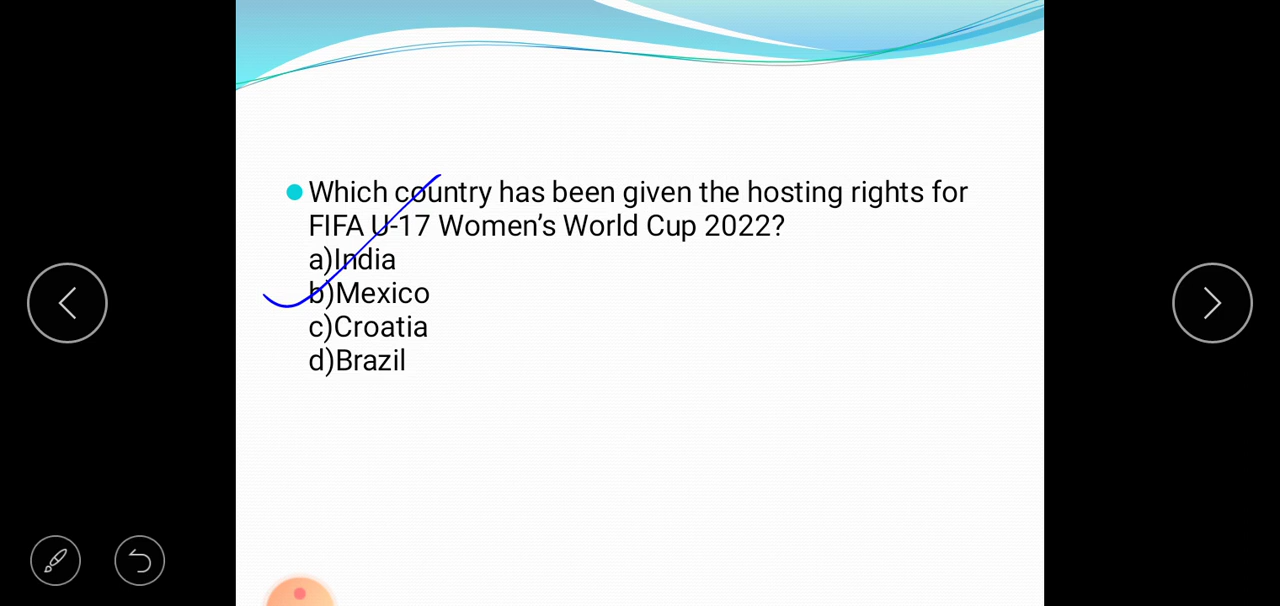 Which country has been given the hosting rights for
FIFA U-17 Women’s World Cup 2022?
a)India
b)Mexico
c)Croatia
d)Brazil